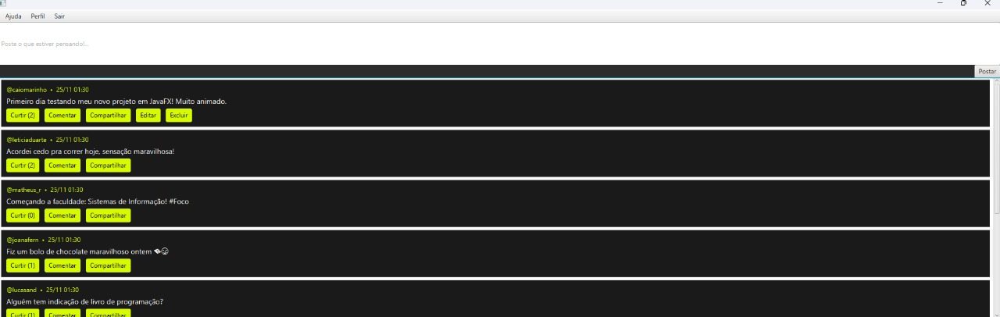 Ajuda Perfil Sair
Poste o que estiver pensando!...
Postar
@caiomarinho • 25/11 01:30
Primeiro dia testando meu novo projeto em JavaFX! Muito animado.
Curtir (2) Comentar Compartilhar Editar Excluir
@leticiaduarte • 25/11 01:30
Acordei cedo pra correr hoje, sensação maravilhosa!
Curtir (2) Comentar Compartilhar
@matheus_r • 25/11 01:30
Começando a faculdade: Sistemas de Informação! #Foco
Curtir (0) Comentar Compartilhar
@joanafern • 25/11 01:30
Fiz um bolo de chocolate maravilhoso ontem
Curtir (1) Comentar Compartilhar
@lucasand • 25/11 01:30
Alguém tem indicação de livro de programação?
Curtir (1) Comentar Compartilhar